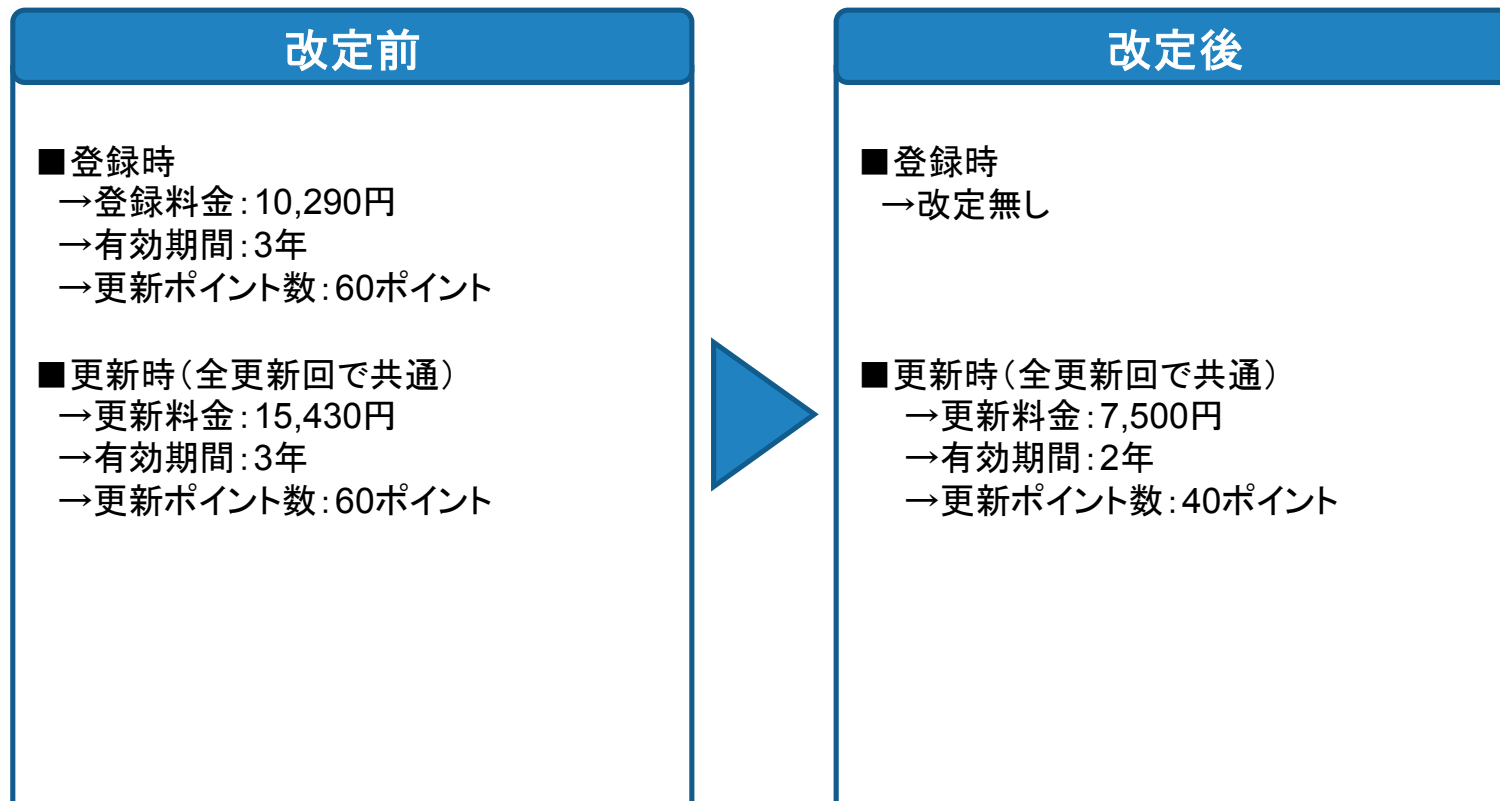 改定前
■登録時
→登録料金：10,290円
→有効期間：3年
→更新ポイント数：60ポイント
■更新時（全更新回で共通）
→更新料金：15,430円
→有効期間：3年
→更新ポイント数：60ポイント
改定後
■登録時
→改定無し
■更新時（全更新回で共通）
→更新料金：7,500円
→有効期間：2年
→更新ポイント数：40ポイント